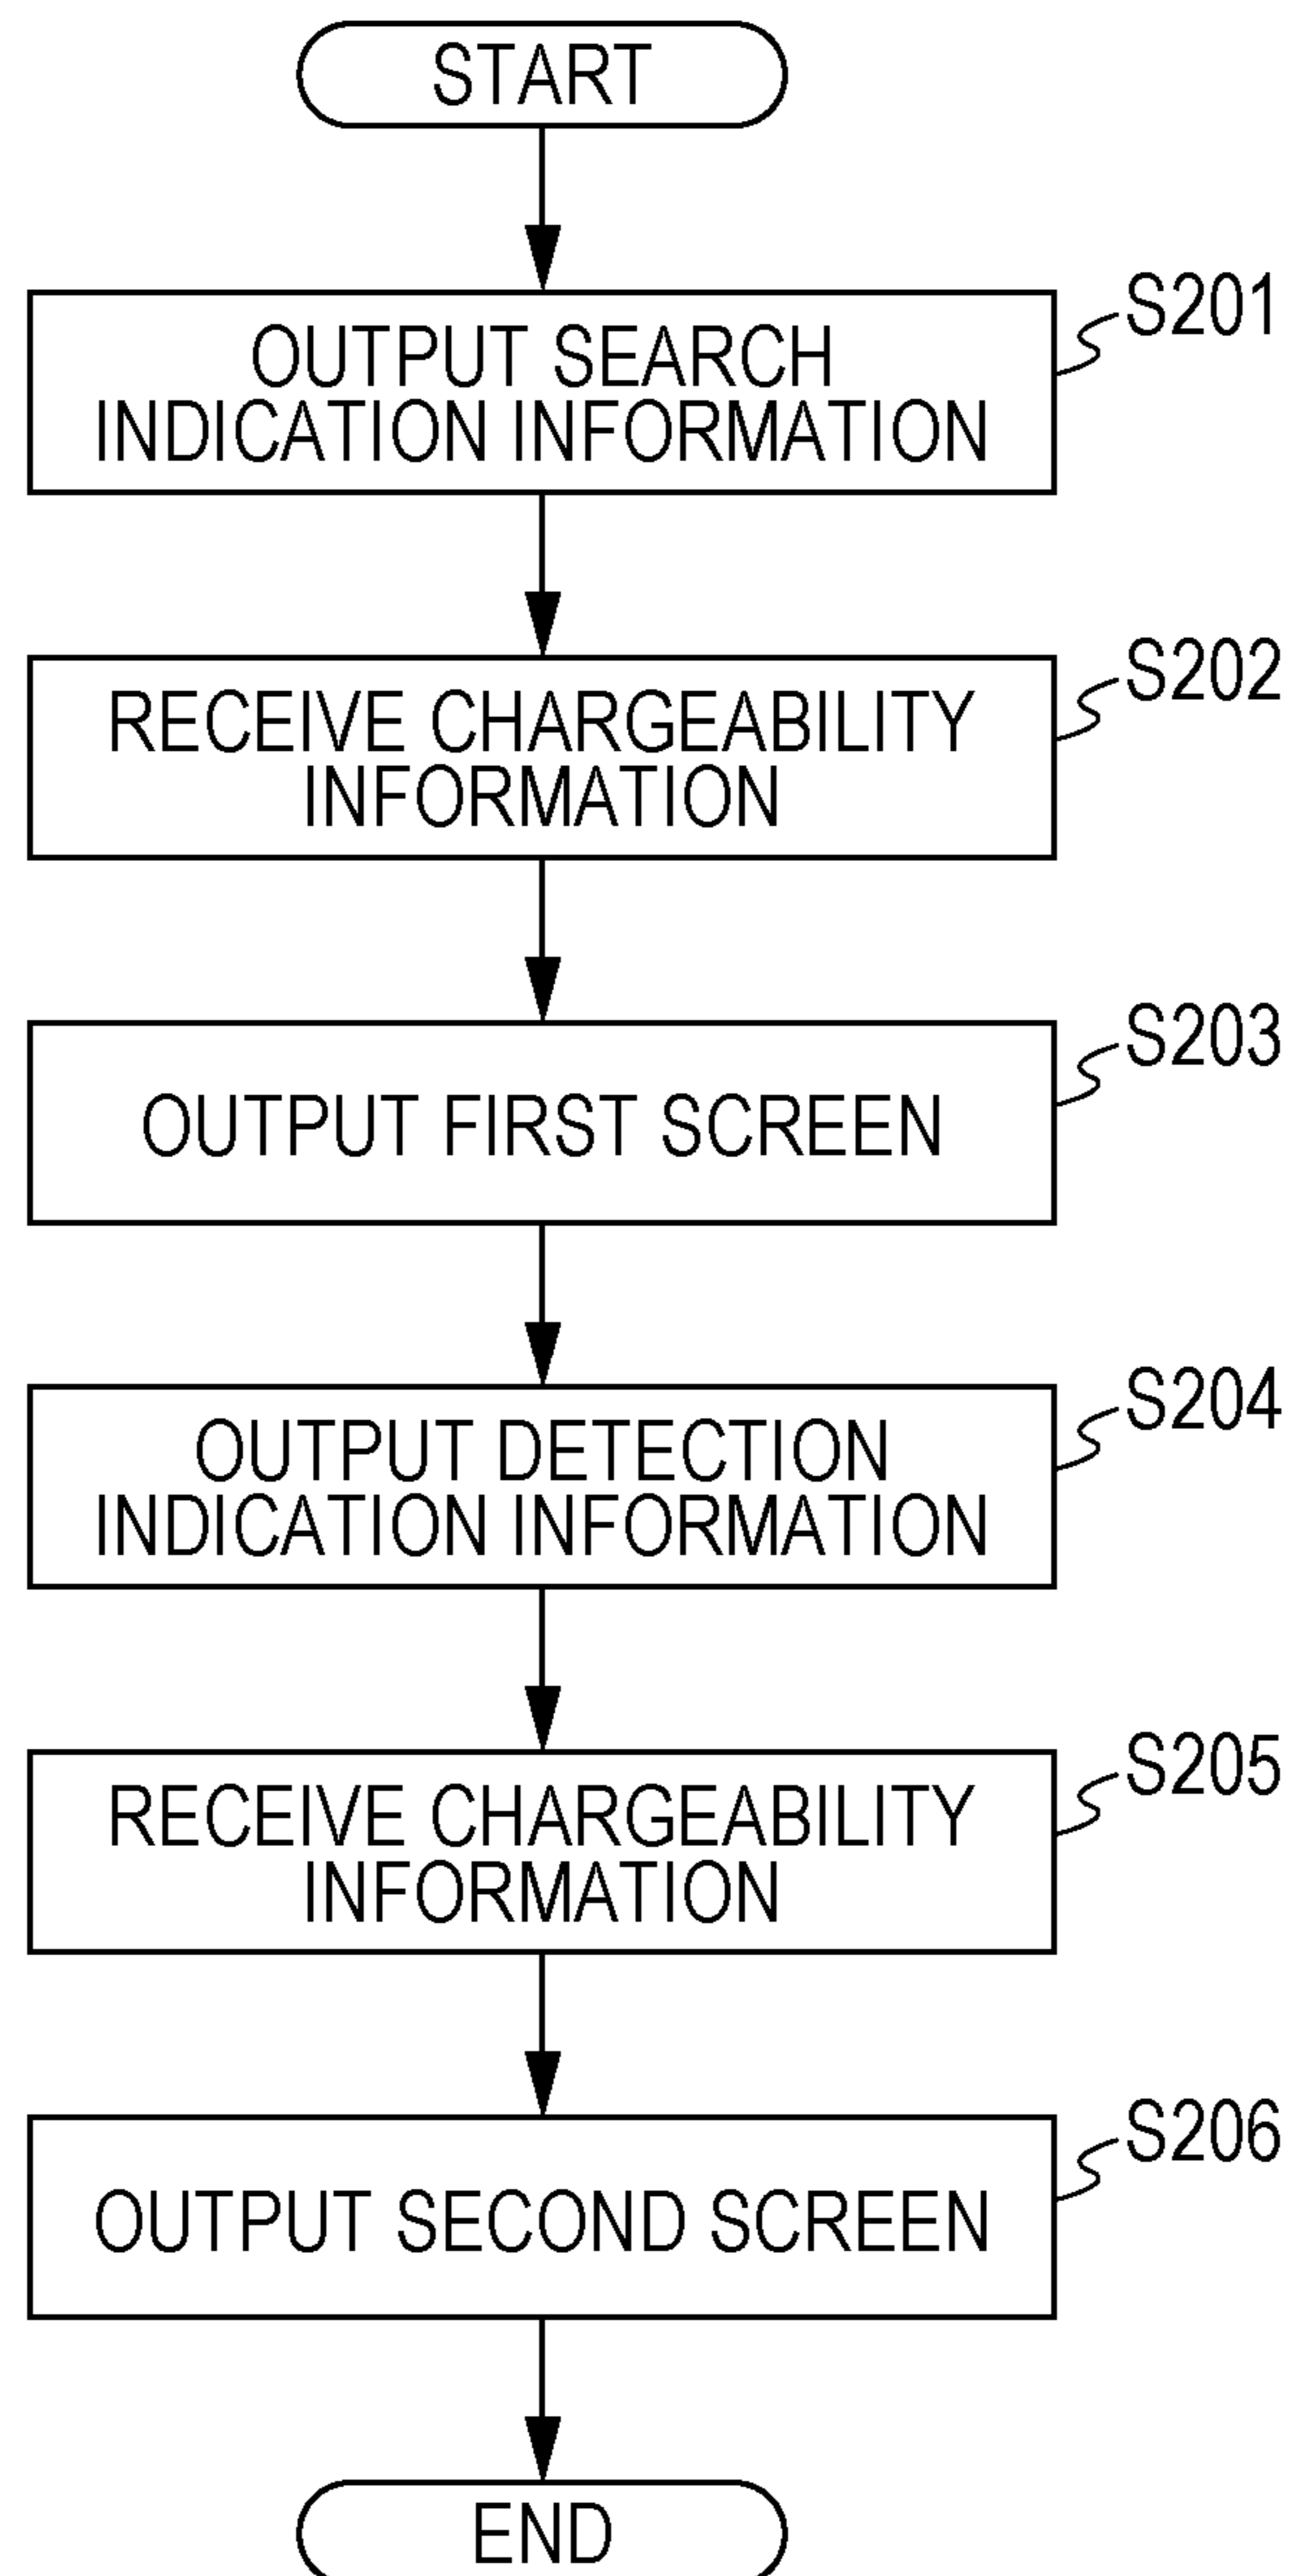 START
S201
OUTPUT SEARCH
INDICATION INFORMATION
S202
RECEIVE CHARGEABILITY
INFORMATION
S203
OUTPUT FIRST SCREEN
S204
OUTPUT DETECTION
INDICATION INFORMATION
S205
RECEIVE CHARGEABILITY
INFORMATION
S206
OUTPUT SECOND SCREEN
END